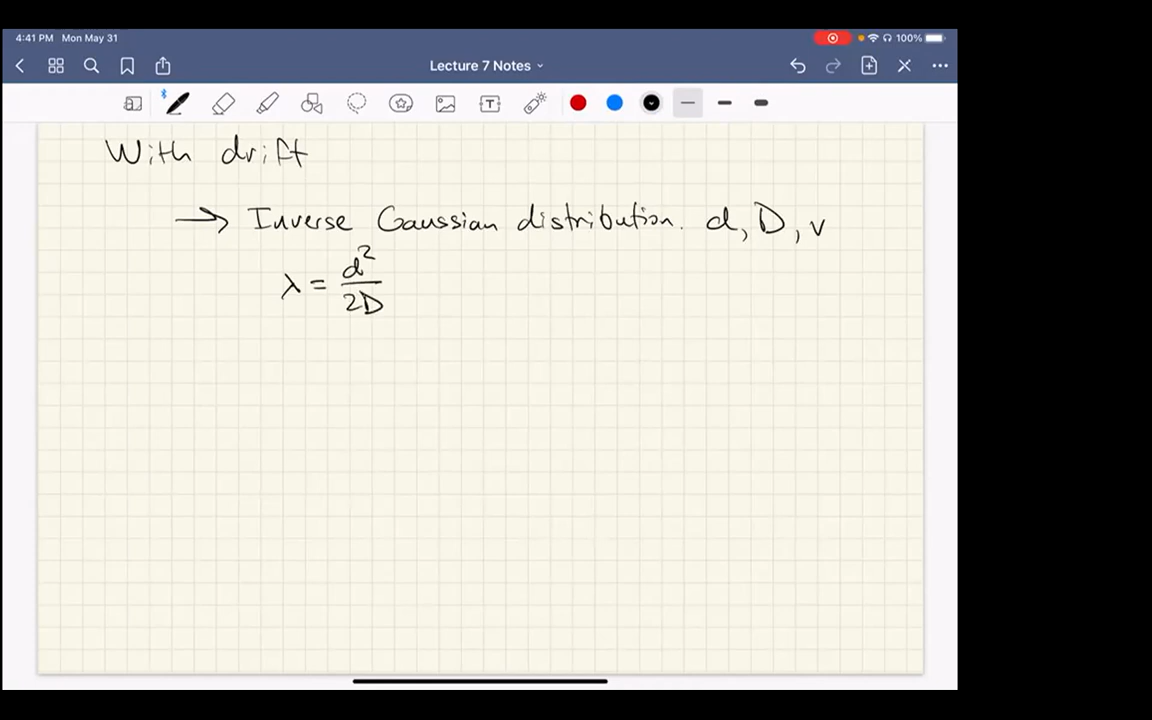 4:41 PM Mon May 31 100%
Lecture 7 Notes
With drift
→ Inverse Gaussian distribution. d, D, v
λ = d²/2D